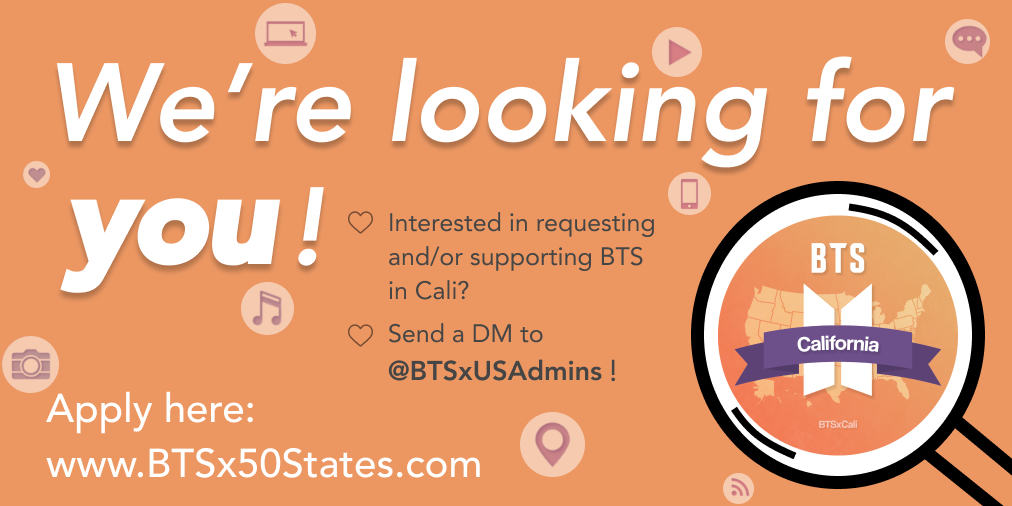 We're looking for
you!
Interested in requesting
and/or supporting BTS
in Cali?
Send a DM to
@BTSxUSAdmins !
Apply here:
www.BTSx50States.com
BTS
California
BTSxCali